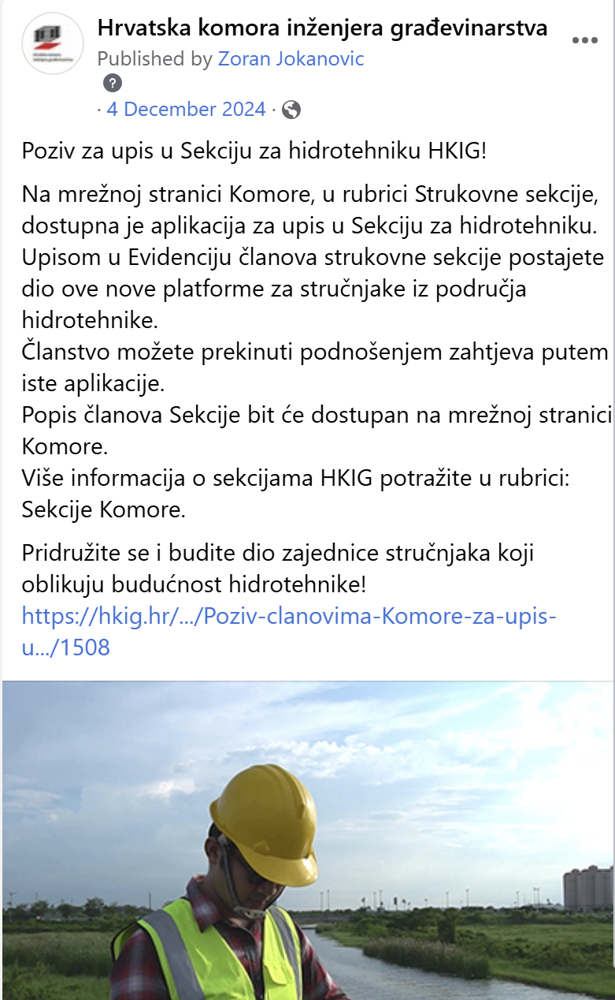 Hrvatska komora inženjera građevinarstva
Published by Zoran Jokanovic
?
· 4 December 2024 ·
Poziv za upis u Sekciju za hidrotehniku HKIG!
Na mrežnoj stranici Komore, u rubrici Strukovne sekcije,
dostupna je aplikacija za upis u Sekciju za hidrotehniku.
Upisom u Evidenciju članova strukovne sekcije postajete
dio ove nove platforme za stručnjake iz područja
hidrotehnike.
Članstvo možete prekinuti podnošenjem zahtjeva putem
iste aplikacije.
Popis članova Sekcije bit će dostupan na mrežnoj stranici
Komore.
Više informacija o sekcijama HKIG potražite u rubrici:
Sekcije Komore.
Pridružite se i budite dio zajednice stručnjaka koji
oblikuju budućnost hidrotehnike!
https://hkig.hr/.../Poziv-clanovima-Komore-za-upis-
u.../1508